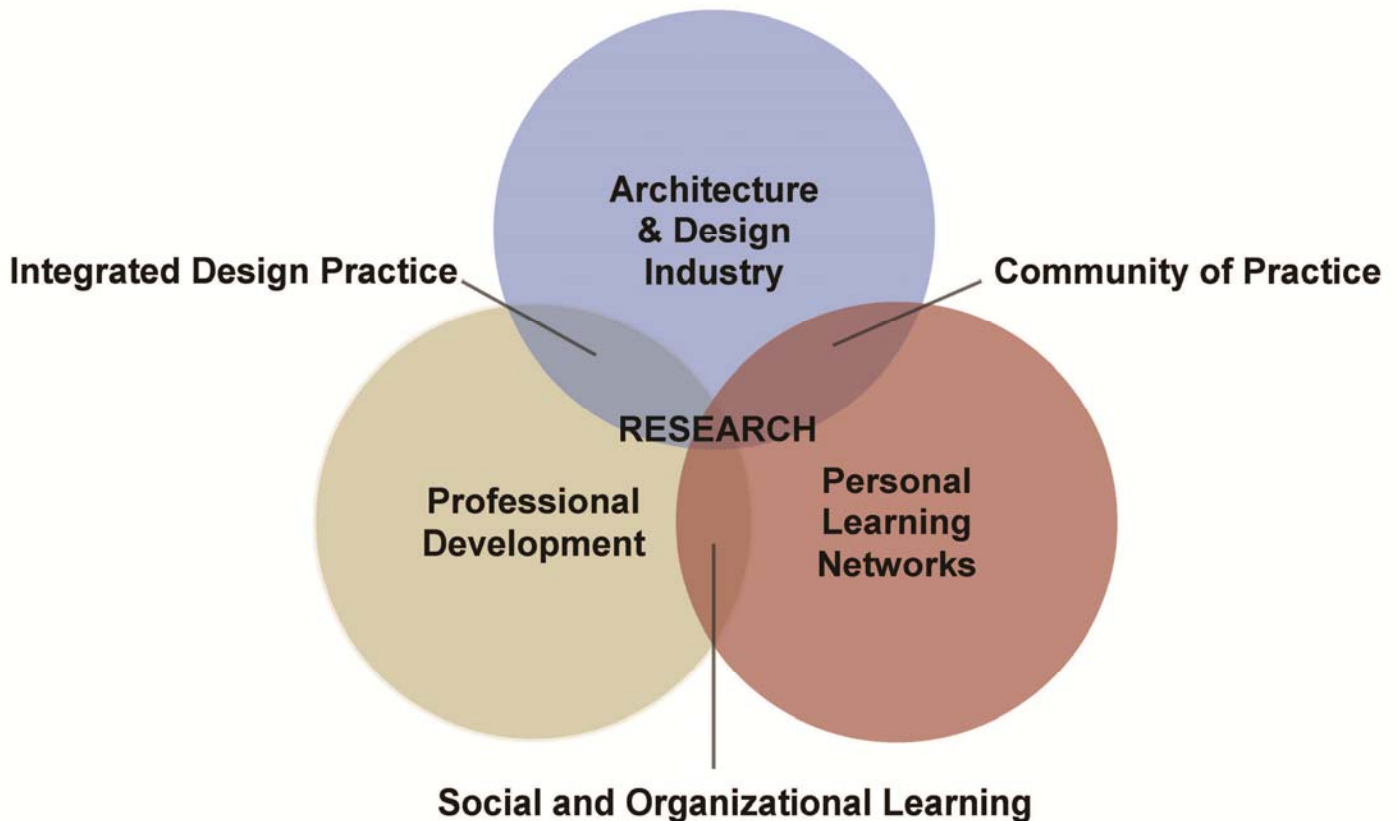 Architecture
& Design
Industry
Integrated Design Practice
Community of Practice
RESEARCH
Professional
Development
Personal
Learning
Networks
Social and Organizational Learning